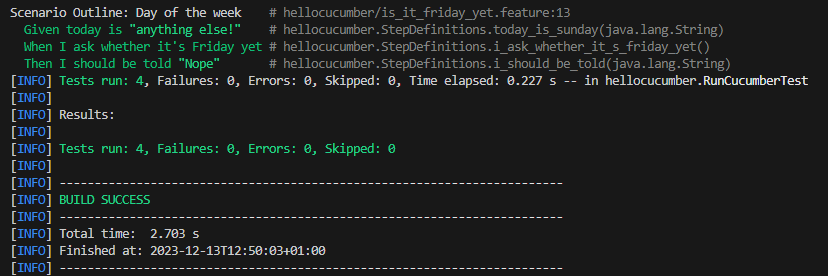 Scenario Outline: Day of the week    # hellocucumber/is_it_friday_yet.feature:13
  Given today is "anything else!"    # hellocucumber.StepDefinitions.today_is_sunday(java.lang.String)
  When I ask whether it's Friday yet # hellocucumber.StepDefinitions.i_ask_whether_it_s_friday_yet()
  Then I should be told "Nope"       # hellocucumber.StepDefinitions.i_should_be_told(java.lang.String)
[INFO] Tests run: 4, Failures: 0, Errors: 0, Skipped: 0, Time elapsed: 0.227 s -- in hellocucumber.RunCucumberTest
[INFO]
[INFO] Results:
[INFO]
[INFO] Tests run: 4, Failures: 0, Errors: 0, Skipped: 0
[INFO]
[INFO] ------------------------------------------------------------------------
[INFO] BUILD SUCCESS
[INFO] ------------------------------------------------------------------------
[INFO] Total time:  2.703 s
[INFO] Finished at: 2023-12-13T12:50:03+01:00
[INFO] ------------------------------------------------------------------------